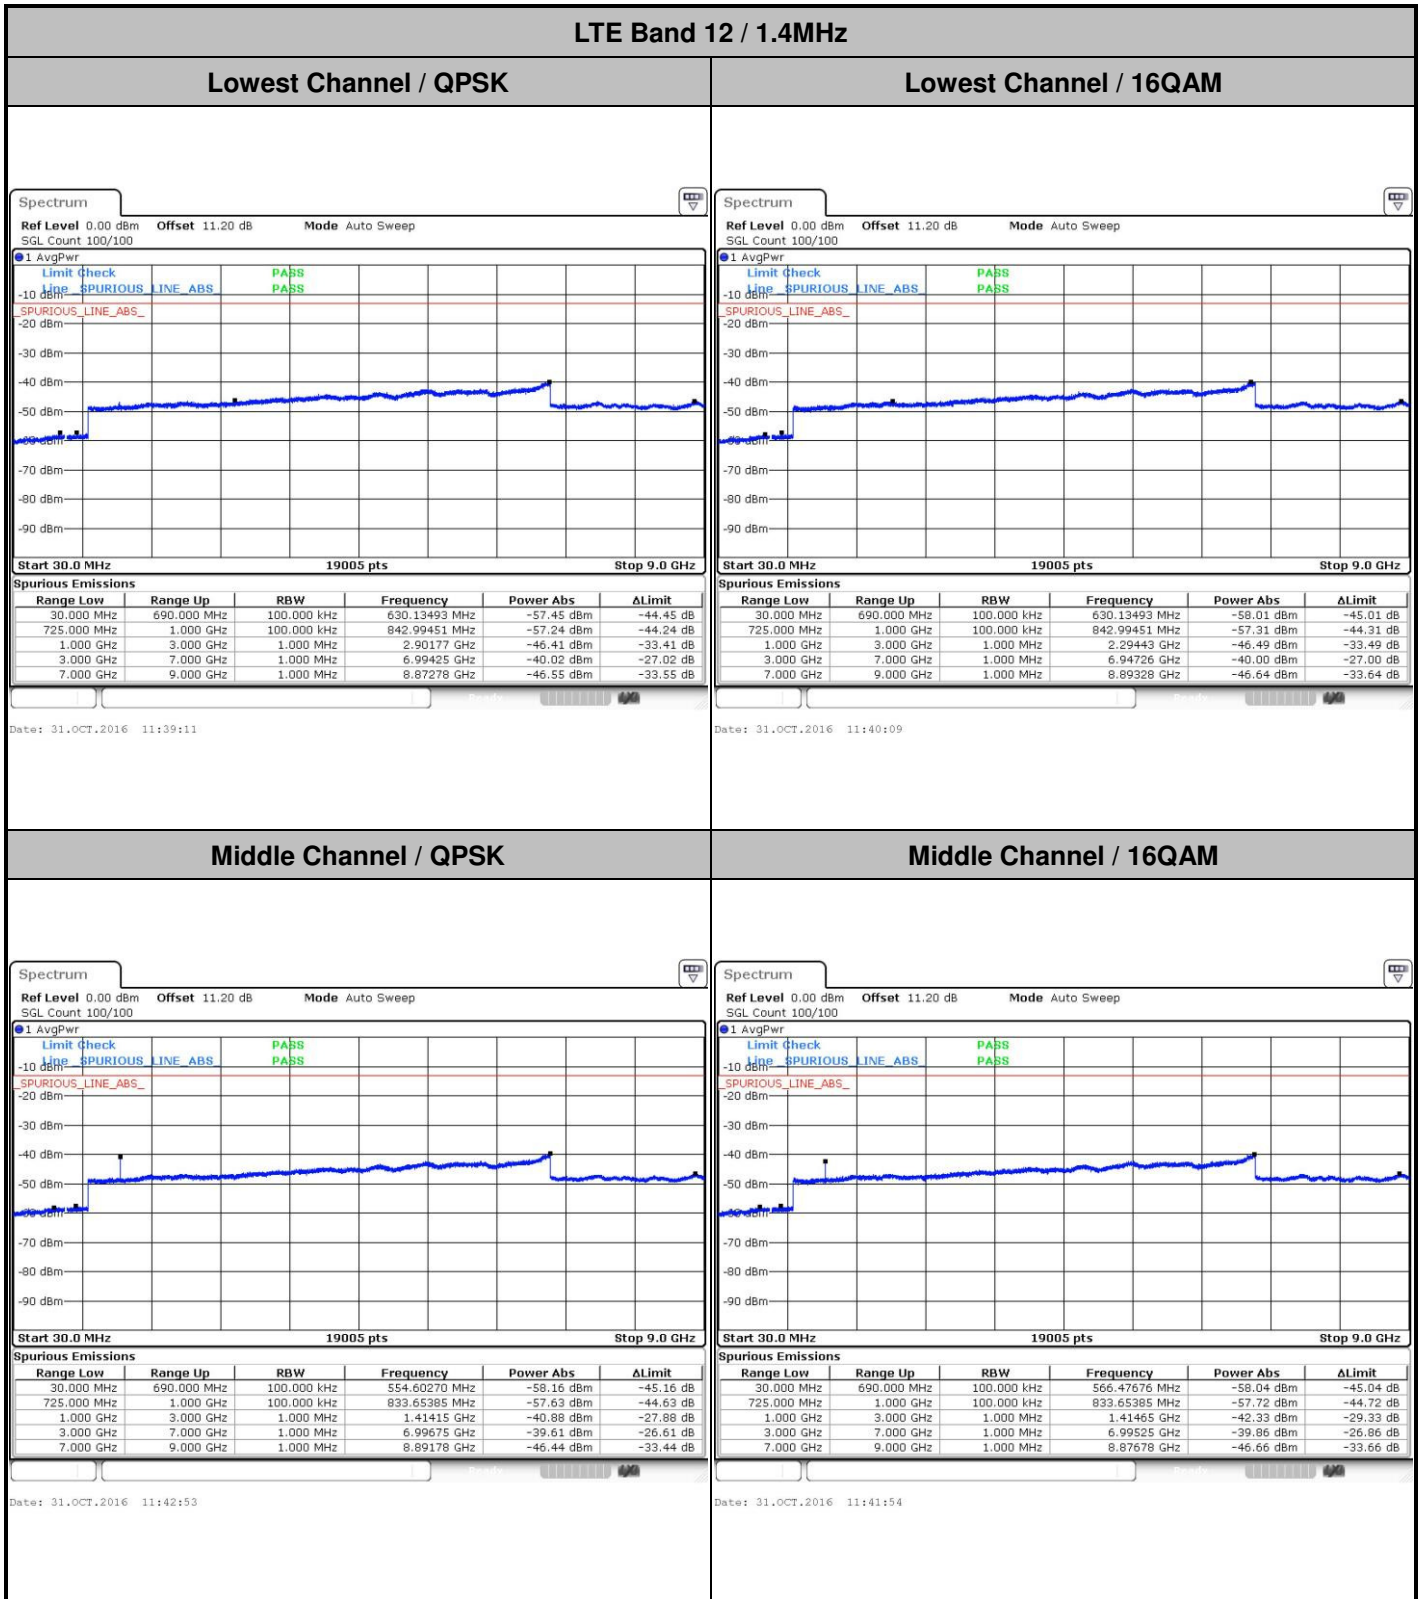 LTE Band 12 / 1.4MHz
Lowest Channel / QPSK
Lowest Channel / 16QAM
Spectrum
Ref Level 0.00 dBm Offset 11.20 dB Mode Auto Sweep
SGL Count 100/100
1 AvgPwr
Limit Check PASS
Line _SPURIOUS_LINE_ABS_ PASS
-10 dBm
_SPURIOUS_LINE_ABS_
-20 dBm
-30 dBm
-40 dBm
-50 dBm
-60 dBm
-70 dBm
-80 dBm
-90 dBm
Start 30.0 MHz 19005 pts Stop 9.0 GHz
Spurious Emissions
Range Low Range Up RBW Frequency Power Abs ΔLimit
30.000 MHz 690.000 MHz 100.000 kHz 630.13493 MHz -57.45 dBm -44.45 dB
725.000 MHz 1.000 GHz 100.000 kHz 842.99451 MHz -57.24 dBm -44.24 dB
1.000 GHz 3.000 GHz 1.000 MHz 2.90177 GHz -46.41 dBm -33.41 dB
3.000 GHz 7.000 GHz 1.000 MHz 6.99425 GHz -40.02 dBm -27.02 dB
7.000 GHz 9.000 GHz 1.000 MHz 8.87278 GHz -46.55 dBm -33.55 dB
Date: 31.OCT.2016 11:39:11
Spectrum
Ref Level 0.00 dBm Offset 11.20 dB Mode Auto Sweep
SGL Count 100/100
1 AvgPwr
Limit Check PASS
Line _SPURIOUS_LINE_ABS_ PASS
-10 dBm
_SPURIOUS_LINE_ABS_
-20 dBm
-30 dBm
-40 dBm
-50 dBm
-60 dBm
-70 dBm
-80 dBm
-90 dBm
Start 30.0 MHz 19005 pts Stop 9.0 GHz
Spurious Emissions
Range Low Range Up RBW Frequency Power Abs ΔLimit
30.000 MHz 690.000 MHz 100.000 kHz 630.13493 MHz -58.01 dBm -45.01 dB
725.000 MHz 1.000 GHz 100.000 kHz 842.99451 MHz -57.31 dBm -44.31 dB
1.000 GHz 3.000 GHz 1.000 MHz 2.29443 GHz -46.49 dBm -33.49 dB
3.000 GHz 7.000 GHz 1.000 MHz 6.94726 GHz -40.00 dBm -27.00 dB
7.000 GHz 9.000 GHz 1.000 MHz 8.89328 GHz -46.64 dBm -33.64 dB
Date: 31.OCT.2016 11:40:09
Middle Channel / QPSK
Middle Channel / 16QAM
Spectrum
Ref Level 0.00 dBm Offset 11.20 dB Mode Auto Sweep
SGL Count 100/100
1 AvgPwr
Limit Check PASS
Line _SPURIOUS_LINE_ABS_ PASS
-10 dBm
_SPURIOUS_LINE_ABS_
-20 dBm
-30 dBm
-40 dBm
-50 dBm
-60 dBm
-70 dBm
-80 dBm
-90 dBm
Start 30.0 MHz 19005 pts Stop 9.0 GHz
Spurious Emissions
Range Low Range Up RBW Frequency Power Abs ΔLimit
30.000 MHz 690.000 MHz 100.000 kHz 554.60270 MHz -58.16 dBm -45.16 dB
725.000 MHz 1.000 GHz 100.000 kHz 833.65385 MHz -57.63 dBm -44.63 dB
1.000 GHz 3.000 GHz 1.000 MHz 1.41415 GHz -40.88 dBm -27.88 dB
3.000 GHz 7.000 GHz 1.000 MHz 6.99675 GHz -39.61 dBm -26.61 dB
7.000 GHz 9.000 GHz 1.000 MHz 8.89178 GHz -46.44 dBm -33.44 dB
Date: 31.OCT.2016 11:42:53
Spectrum
Ref Level 0.00 dBm Offset 11.20 dB Mode Auto Sweep
SGL Count 100/100
1 AvgPwr
Limit Check PASS
Line _SPURIOUS_LINE_ABS_ PASS
-10 dBm
_SPURIOUS_LINE_ABS_
-20 dBm
-30 dBm
-40 dBm
-50 dBm
-60 dBm
-70 dBm
-80 dBm
-90 dBm
Start 30.0 MHz 19005 pts Stop 9.0 GHz
Spurious Emissions
Range Low Range Up RBW Frequency Power Abs ΔLimit
30.000 MHz 690.000 MHz 100.000 kHz 566.47676 MHz -58.04 dBm -45.04 dB
725.000 MHz 1.000 GHz 100.000 kHz 833.65385 MHz -57.72 dBm -44.72 dB
1.000 GHz 3.000 GHz 1.000 MHz 1.41465 GHz -42.33 dBm -29.33 dB
3.000 GHz 7.000 GHz 1.000 MHz 6.99525 GHz -39.86 dBm -26.86 dB
7.000 GHz 9.000 GHz 1.000 MHz 8.87678 GHz -46.66 dBm -33.66 dB
Date: 31.OCT.2016 11:41:54